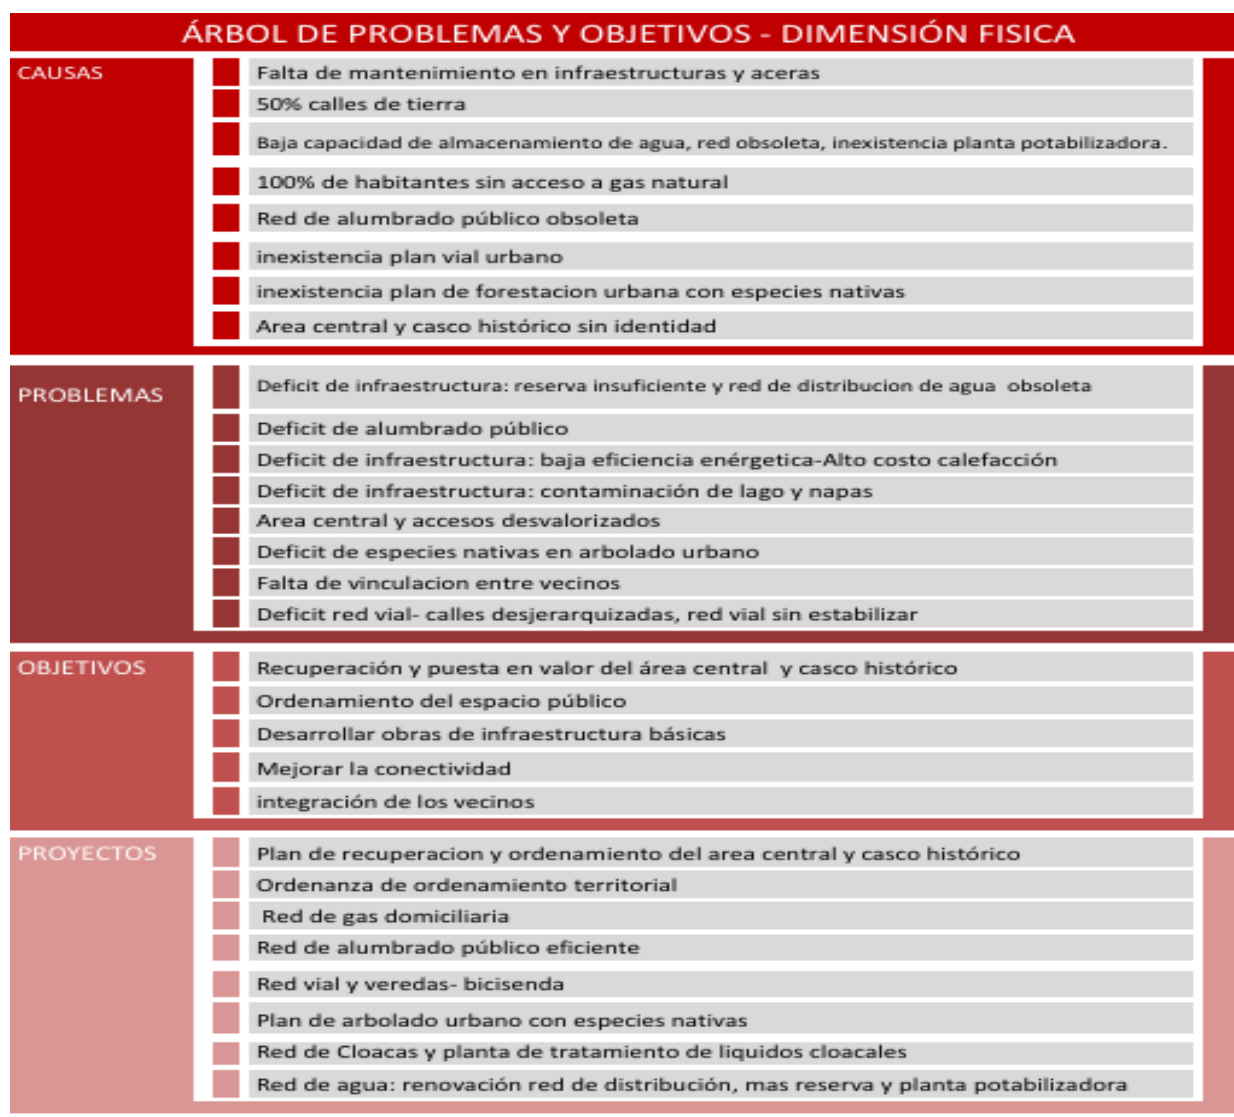 ÁRBOL DE PROBLEMAS Y OBJETIVOS - DIMENSIÓN FISICA
CAUSAS
Falta de mantenimiento en infraestructuras y aceras
50% calles de tierra
Baja capacidad de almacenamiento de agua, red obsoleta, inexistencia planta potabilizadora.
100% de habitantes sin acceso a gas natural
Red de alumbrado público obsoleta
inexistencia plan vial urbano
inexistencia plan de forestacion urbana con especies nativas
Area central y casco histórico sin identidad
PROBLEMAS
Deficit de infraestructura: reserva insuficiente y red de distribucion de agua obsoleta
Deficit de alumbrado público
Deficit de infraestructura: baja eficiencia enérgetica-Alto costo calefacción
Deficit de infraestructura: contaminación de lago y napas
Area central y accesos desvalorizados
Deficit de especies nativas en arbolado urbano
Falta de vinculacion entre vecinos
Deficit red vial- calles desjerarquizadas, red vial sin estabilizar
OBJETIVOS
Recuperación y puesta en valor del área central y casco histórico
Ordenamiento del espacio público
Desarrollar obras de infraestructura básicas
Mejorar la conectividad
integración de los vecinos
PROYECTOS
Plan de recuperacion y ordenamiento del area central y casco histórico
Ordenanza de ordenamiento territorial
Red de gas domiciliaria
Red de alumbrado público eficiente
Red vial y veredas- bicisenda
Plan de arbolado urbano con especies nativas
Red de Cloacas y planta de tratamiento de liquidos cloacales
Red de agua: renovación red de distribución, mas reserva y planta potabilizadora